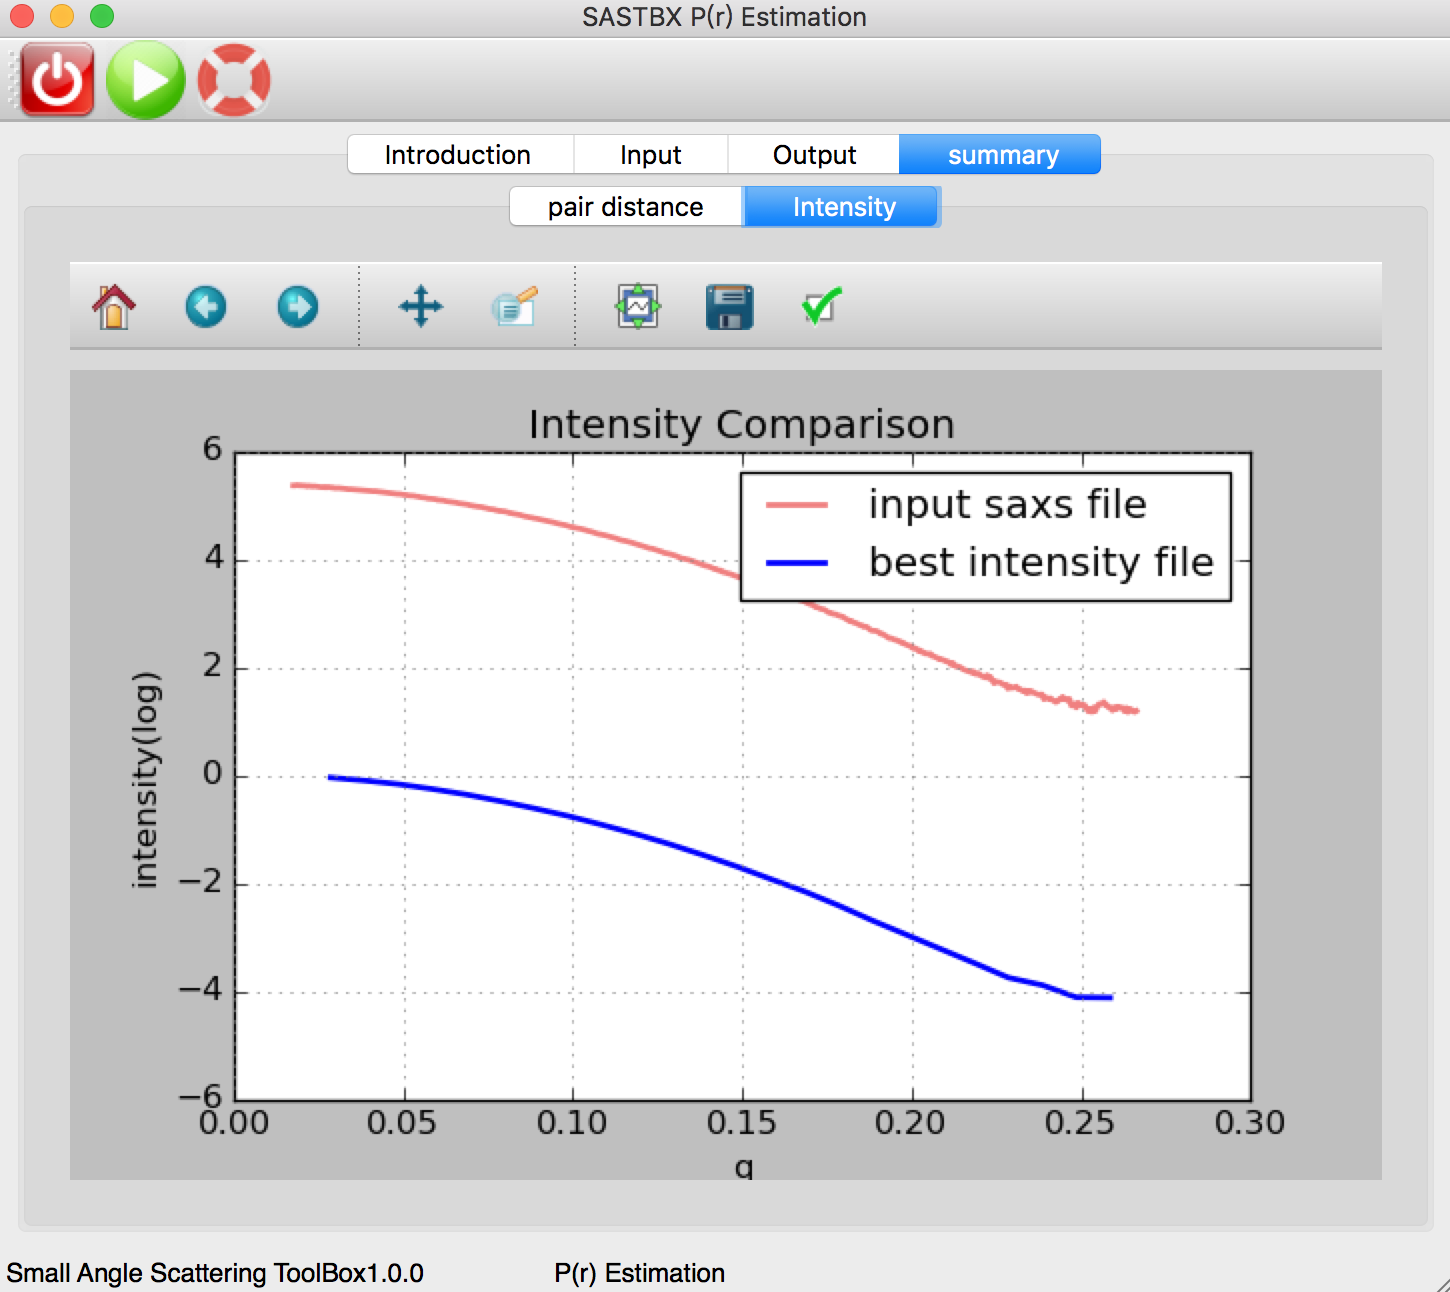 SASTBX P(r) Estimation
Introduction Input Output summary
pair distance Intensity
Intensity Comparison
input saxs file
best intensity file
intensity(log)
6
4
2
0
−2
−4
−6
0.00 0.05 0.10 0.15 0.20 0.25 0.30
q
Small Angle Scattering ToolBox1.0.0 P(r) Estimation